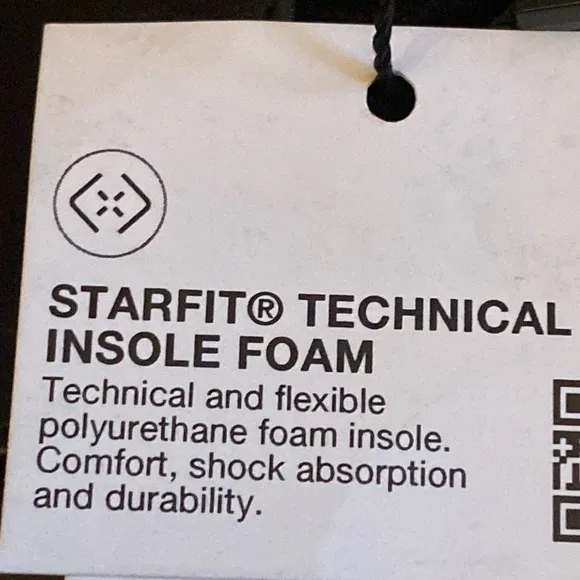 STARFIT® TECHNICAL
INSOLE FOAM
Technical and flexible
polyurethane foam insole.
Comfort, shock absorption
and durability.